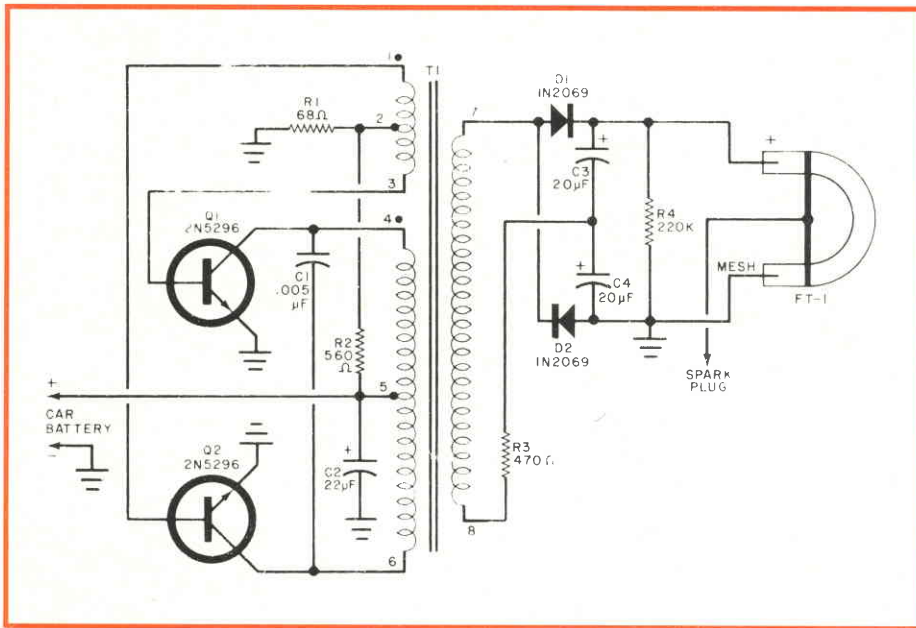 1
T1
R1
68Ω
2
3
Q1
2N5296
4
C1
.005
μF
R2
560
Ω
5
+
CAR
BATTERY
-
Q2
2N5296
+
C2
22μF
6
7
D1
1N2069
+
C3
20μF
R4
220K
+
C4
20μF
D2
1N2069
R3
470Ω
8
+
MESH
FT-1
SPARK
PLUG